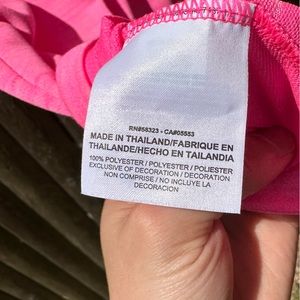 RN#58323 - CA#05553
MADE IN THAILAND/FABRIQUE EN
THAILANDE/HECHO EN TAILANDIA
100% POLYESTER / POLYESTER / POLIESTER
EXCLUSIVE OF DECORATION / DECORATION
NON COMPRISE / NO INCLUYE LA
DECORACION